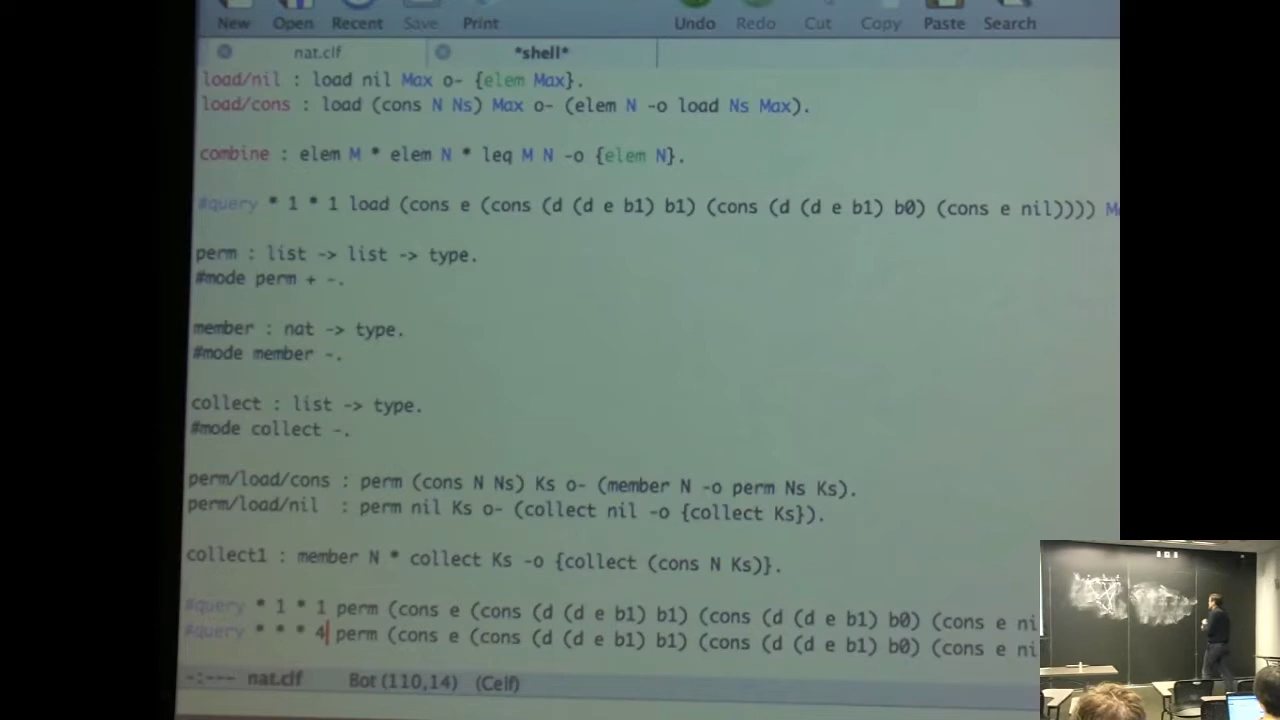 New Open Recent Save Print Undo Redo Cut Copy Paste Search
nat.clf *shell*
load/nil : load nil Max o- {elem Max}.
load/cons : load (cons N Ns) Max o- (elem N -o load Ns Max).
combine : elem M * elem N * leq M N -o {elem N}.
#query * 1 * 1 load (cons e (cons (d (d e b1) b1) (cons (d (d e b1) b0) (cons e nil))))
perm : list -> list -> type.
#mode perm + -.
member : nat -> type.
#mode member -.
collect : list -> type.
#mode collect -.
perm/load/cons : perm (cons N Ns) Ks o- (member N -o perm Ns Ks).
perm/load/nil : perm nil Ks o- (collect nil -o {collect Ks}).
collect1 : member N * collect Ks -o {collect (cons N Ks)}.
#query * 1 * 1 perm (cons e (cons (d (d e b1) b1) (cons (d (d e b1) b0) (cons e ni
#query * * * 4 perm (cons e (cons (d (d e b1) b1) (cons (d (d e b1) b0) (cons e ni
-:--- nat.clf Bot (110,14) (Celf)